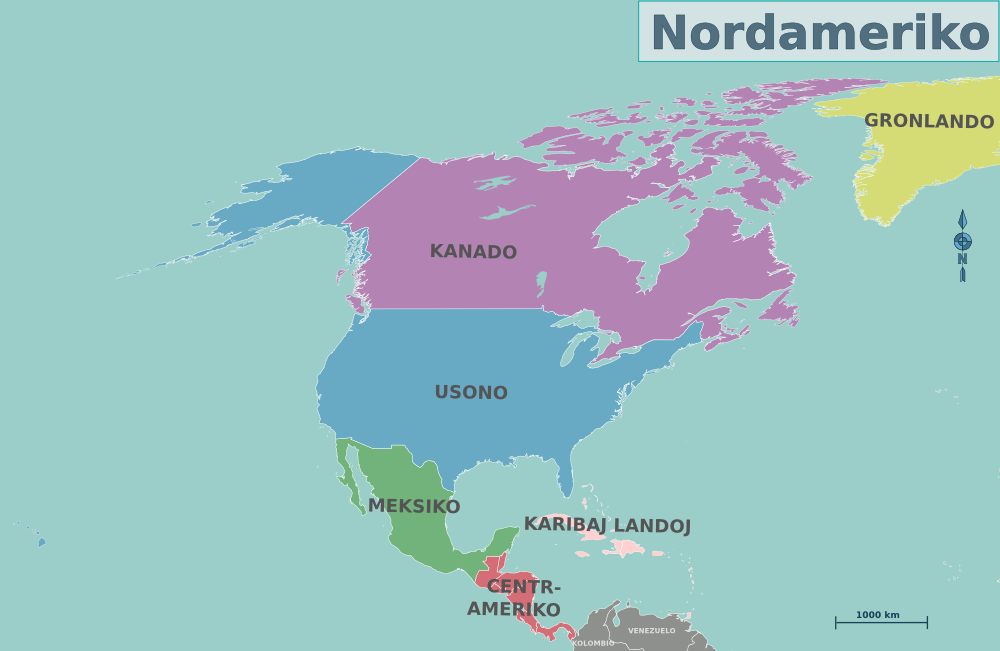 Nordameriko
GRONLANDO
KANADO
N
USONO
MEKSIKO
KARIBAJ LANDOJ
CENTR-
AMERIKO
1000 km
VENEZUELO
KOLOMBIO